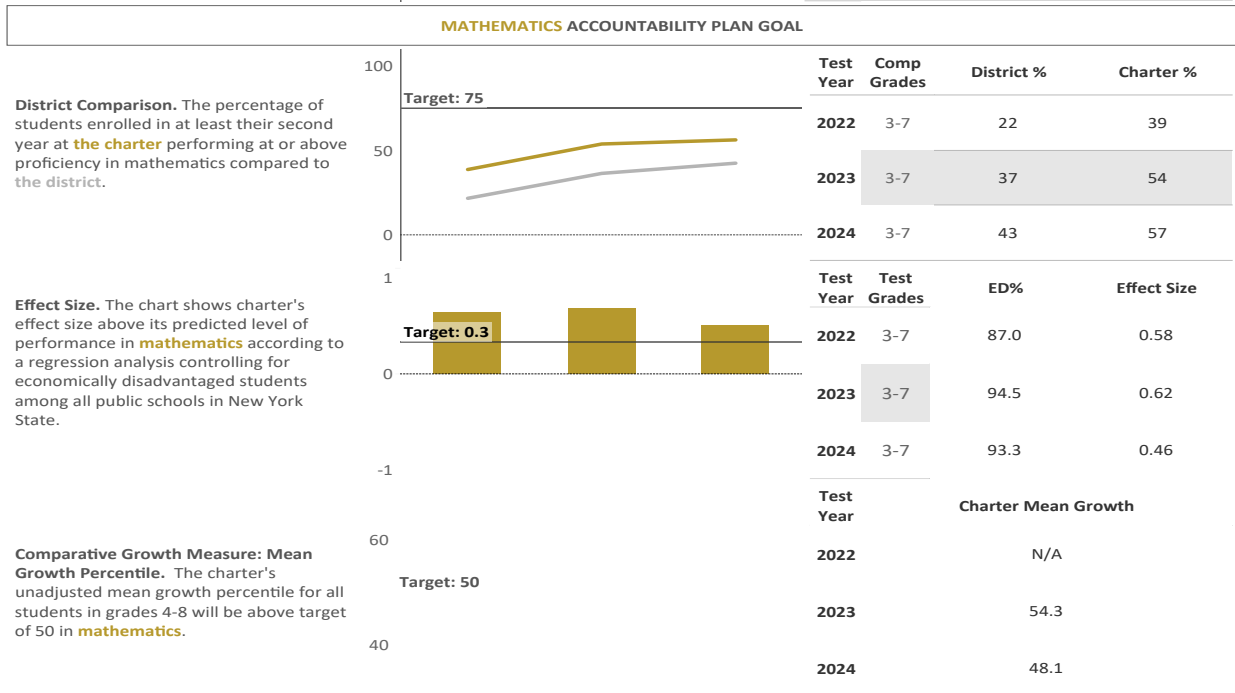 MATHEMATICS ACCOUNTABILITY PLAN GOAL
District Comparison. The percentage of
students enrolled in at least their second
year at the charter performing at or above
proficiency in mathematics compared to
the district.
100
Target: 75
50
0
Test Year Comp Grades District % Charter %
2022 3-7 22 39
2023 3-7 37 54
2024 3-7 43 57
Effect Size. The chart shows charter's
effect size above its predicted level of
performance in mathematics according to
a regression analysis controlling for
economically disadvantaged students
among all public schools in New York
State.
1
Target: 0.3
0
-1
Test Year Test Grades ED% Effect Size
2022 3-7 87.0 0.58
2023 3-7 94.5 0.62
2024 3-7 93.3 0.46
Comparative Growth Measure: Mean
Growth Percentile. The charter's
unadjusted mean growth percentile for all
students in grades 4-8 will be above target
of 50 in mathematics.
60
Target: 50
40
Test Year Charter Mean Growth
2022 N/A
2023 54.3
2024 48.1